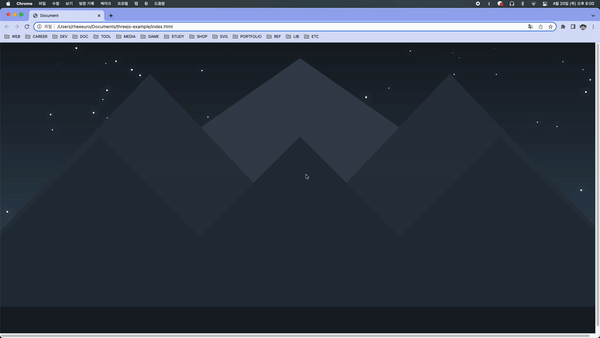 Chrome 파일 수정 보기 방문 기록 북마크 프로필 탭 창 도움말 4월 20일 (목) 오후 8:00
Document
파일 /Users/rheeeuro/Documents/threejs-example/index.html
WEB CAREER DEV DOC TOOL MEDIA GAME STUDY SHOP SVG PORTFOLIO REF LIB ETC